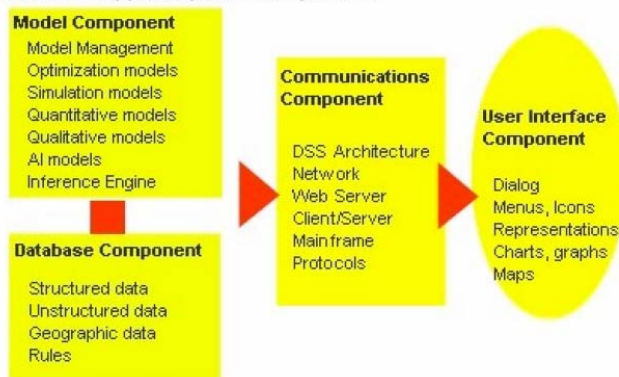 Model Component
Model Management
Optimization models
Simulation models
Quantitative models
Qualitative models
AI models
Inference Engine
Database Component
Structured data
Unstructured data
Geographic data
Rules
Communications
Component
DSS Architecture
Network
Web Server
Client/Server
Mainframe
Protocols
User Interface
Component
Dialog
Menus, Icons
Representations
Charts, graphs
Maps